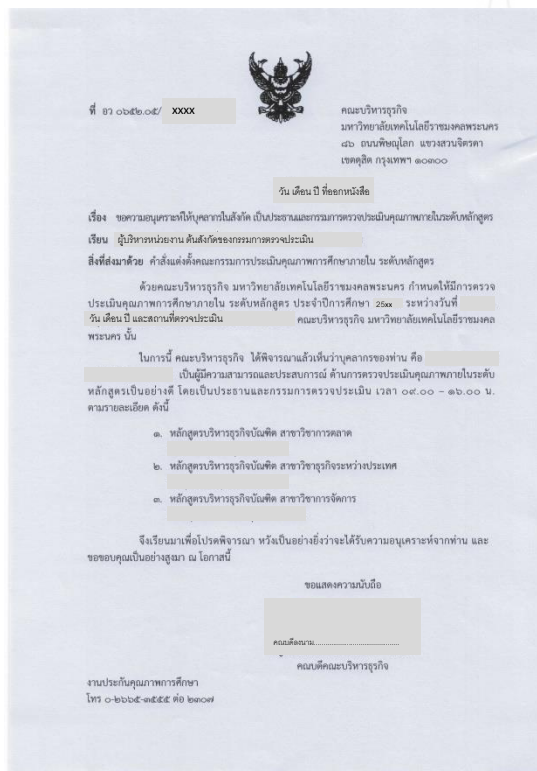 ที่ อว ๐๖๕๒.๐๕/ XXXX
คณะบริหารธุรกิจ
มหาวิทยาลัยเทคโนโลยีราชมงคลพระนคร
๘๖ ถนนพิษณุโลก แขวงสวนจิตรดา
เขตดุสิต กรุงเทพฯ ๑๐๓๐๐
วัน เดือน ปี ที่ออกหนังสือ
เรื่อง ขอความอนุเคราะห์ให้บุคลากรในสังกัด เป็นประธานและกรรมการตรวจประเมินคุณภาพภายในระดับหลักสูตร
เรียน ผู้บริหารหน่วยงาน ต้นสังกัดของกรรมการตรวจประเมิน
สิ่งที่ส่งมาด้วย คำสั่งแต่งตั้งคณะกรรมการประเมินคุณภาพการศึกษาภายใน ระดับหลักสูตร
ด้วยคณะบริหารธุรกิจ มหาวิทยาลัยเทคโนโลยีราชมงคลพระนคร กำหนดให้มีการตรวจ
ประเมินคุณภาพการศึกษาภายใน ระดับหลักสูตร ประจำปีการศึกษา 25xx ระหว่างวันที่
วัน เดือน ปี และสถานที่ตรวจประเมิน คณะบริหารธุรกิจ มหาวิทยาลัยเทคโนโลยีราชมงคล
พระนคร นั้น
ในการนี้ คณะบริหารธุรกิจ ได้พิจารณาแล้วเห็นว่าบุคลากรของท่าน คือ
เป็นผู้มีความสามารถและประสบการณ์ ด้านการตรวจประเมินคุณภาพภายในระดับ
หลักสูตรเป็นอย่างดี โดยเป็นประธานและกรรมการตรวจประเมิน เวลา ๐๙.๐๐ – ๑๖.๐๐ น.
ตามรายละเอียด ดังนี้
๑. หลักสูตรบริหารธุรกิจบัณฑิต สาขาวิชาการตลาด
๒. หลักสูตรบริหารธุรกิจบัณฑิต สาขาวิชาธุรกิจระหว่างประเทศ
๓. หลักสูตรบริหารธุรกิจบัณฑิต สาขาวิชาการจัดการ
จึงเรียนมาเพื่อโปรดพิจารณา หวังเป็นอย่างยิ่งว่าจะได้รับความอนุเคราะห์จากท่าน และ
ขอขอบคุณเป็นอย่างสูงมา ณ โอกาสนี้
ขอแสดงความนับถือ
คณบดีลงนาม........................................
คณบดีคณะบริหารธุรกิจ
งานประกันคุณภาพการศึกษา
โทร ๐-๒๖๖๕-๓๕๕๕ ต่อ ๒๓๐๗